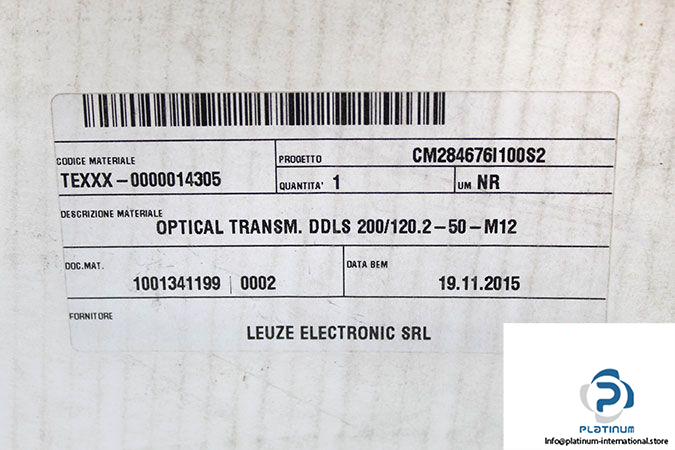 CODICE MATERIALE
TEXXX-0000014305
PROGETTO CM284676I100S2
QUANTITA' 1 UM NR
DESCRIZIONE MATERIALE
OPTICAL TRANSM. DDLS 200/120.2-50-M12
DOC.MAT.
1001341199 0002
DATA BEM
19.11.2015
FORNITORE
LEUZE ELECTRONIC SRL
PLATINUM
Info@platinum-international.store